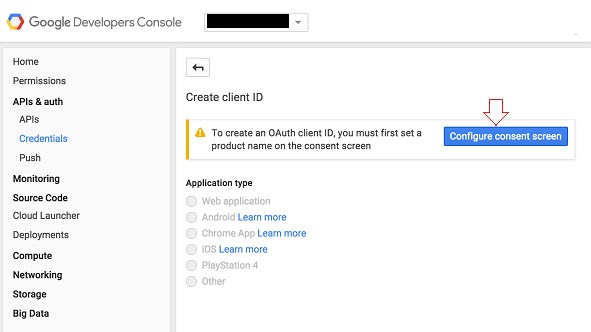 Google Developers Console
Home
Permissions
APIs & auth
APIs
Credentials
Push
Monitoring
Source Code
Cloud Launcher
Deployments
Compute
Networking
Storage
Big Data
Create client ID
To create an OAuth client ID, you must first set a
product name on the consent screen
Configure consent screen
Application type
Web application
Android Learn more
Chrome App Learn more
iOS Learn more
PlayStation 4
Other